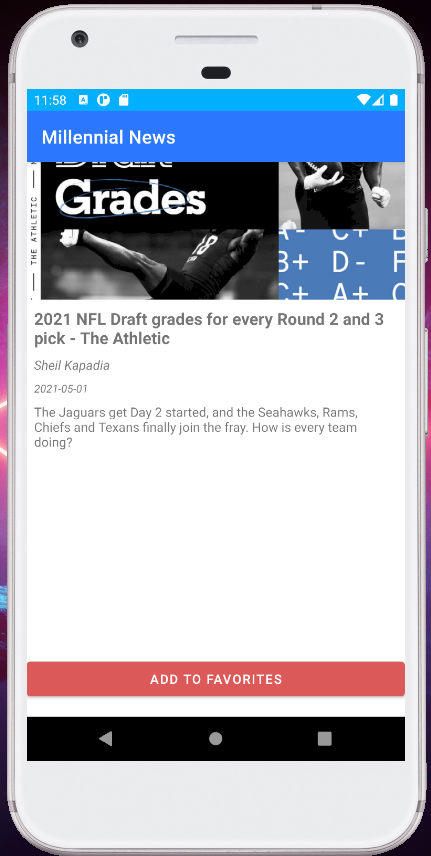 11:58
Millennial News
Draft
Grades
THE ATHLETIC
A- C+
B+ D- F
C+ A+ C
2021 NFL Draft grades for every Round 2 and 3
pick - The Athletic
Sheil Kapadia
2021-05-01
The Jaguars get Day 2 started, and the Seahawks, Rams,
Chiefs and Texans finally join the fray. How is every team
doing?
ADD TO FAVORITES